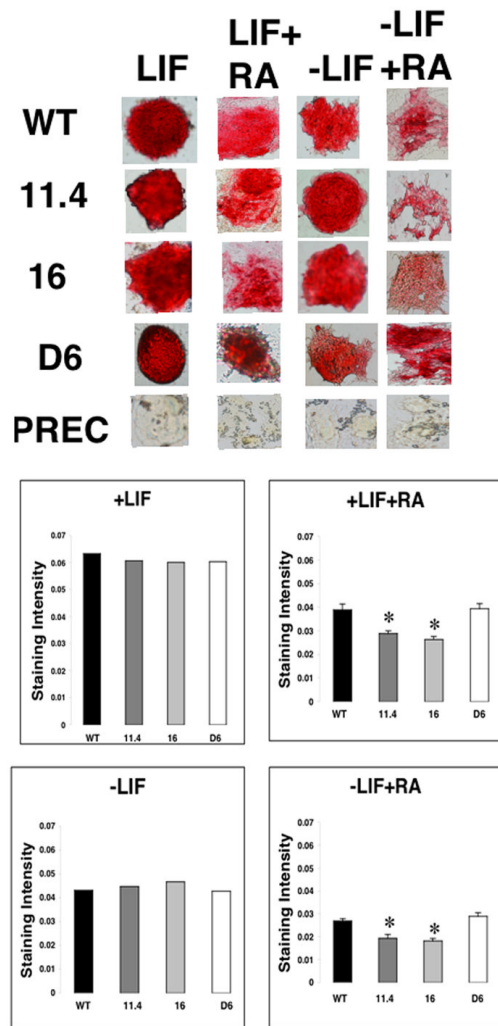 LIF LIF+ RA -LIF -LIF +RA
WT
11.4
16
D6
PREC
+LIF
Staining Intensity
0.07
0.06
0.05
0.04
0.03
0.02
0.01
0
WT 11.4 16 D6
+LIF+RA
Staining Intensity
0.07
0.06
0.05
0.04
0.03
0.02
0.01
0
* *
WT 11.4 16 D6
-LIF
Staining Intensity
0.07
0.06
0.05
0.04
0.03
0.02
0.01
0
WT 11.4 16 D6
-LIF+RA
Staining Intensity
0.07
0.06
0.05
0.04
0.03
0.02
0.01
0
* *
WT 11.4 16 D6